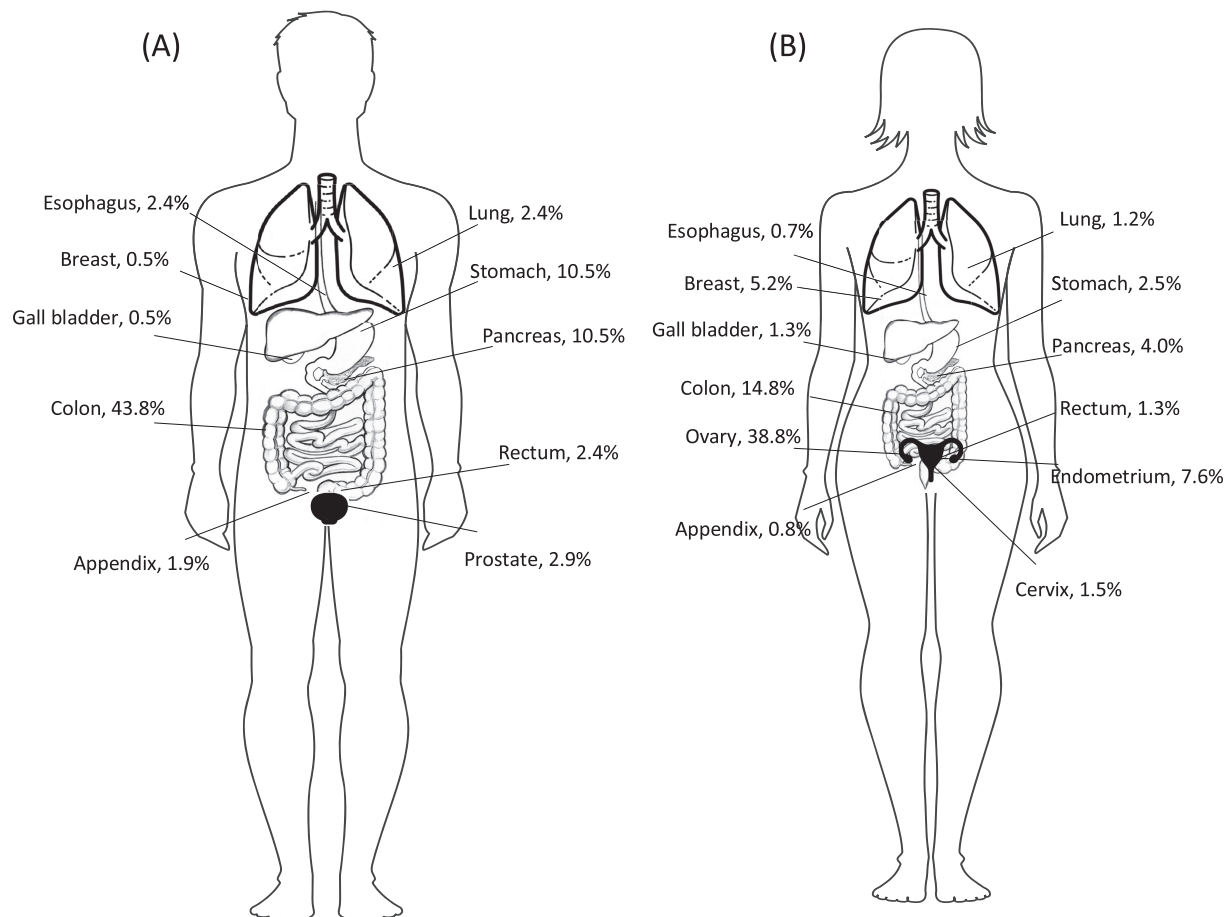 (A)
Esophagus, 2.4%
Lung, 2.4%
Breast, 0.5%
Stomach, 10.5%
Gall bladder, 0.5%
Pancreas, 10.5%
Colon, 43.8%
Rectum, 2.4%
Appendix, 1.9%
Prostate, 2.9%
(B)
Esophagus, 0.7%
Lung, 1.2%
Breast, 5.2%
Stomach, 2.5%
Gall bladder, 1.3%
Pancreas, 4.0%
Colon, 14.8%
Rectum, 1.3%
Ovary, 38.8%
Endometrium, 7.6%
Appendix, 0.8%
Cervix, 1.5%